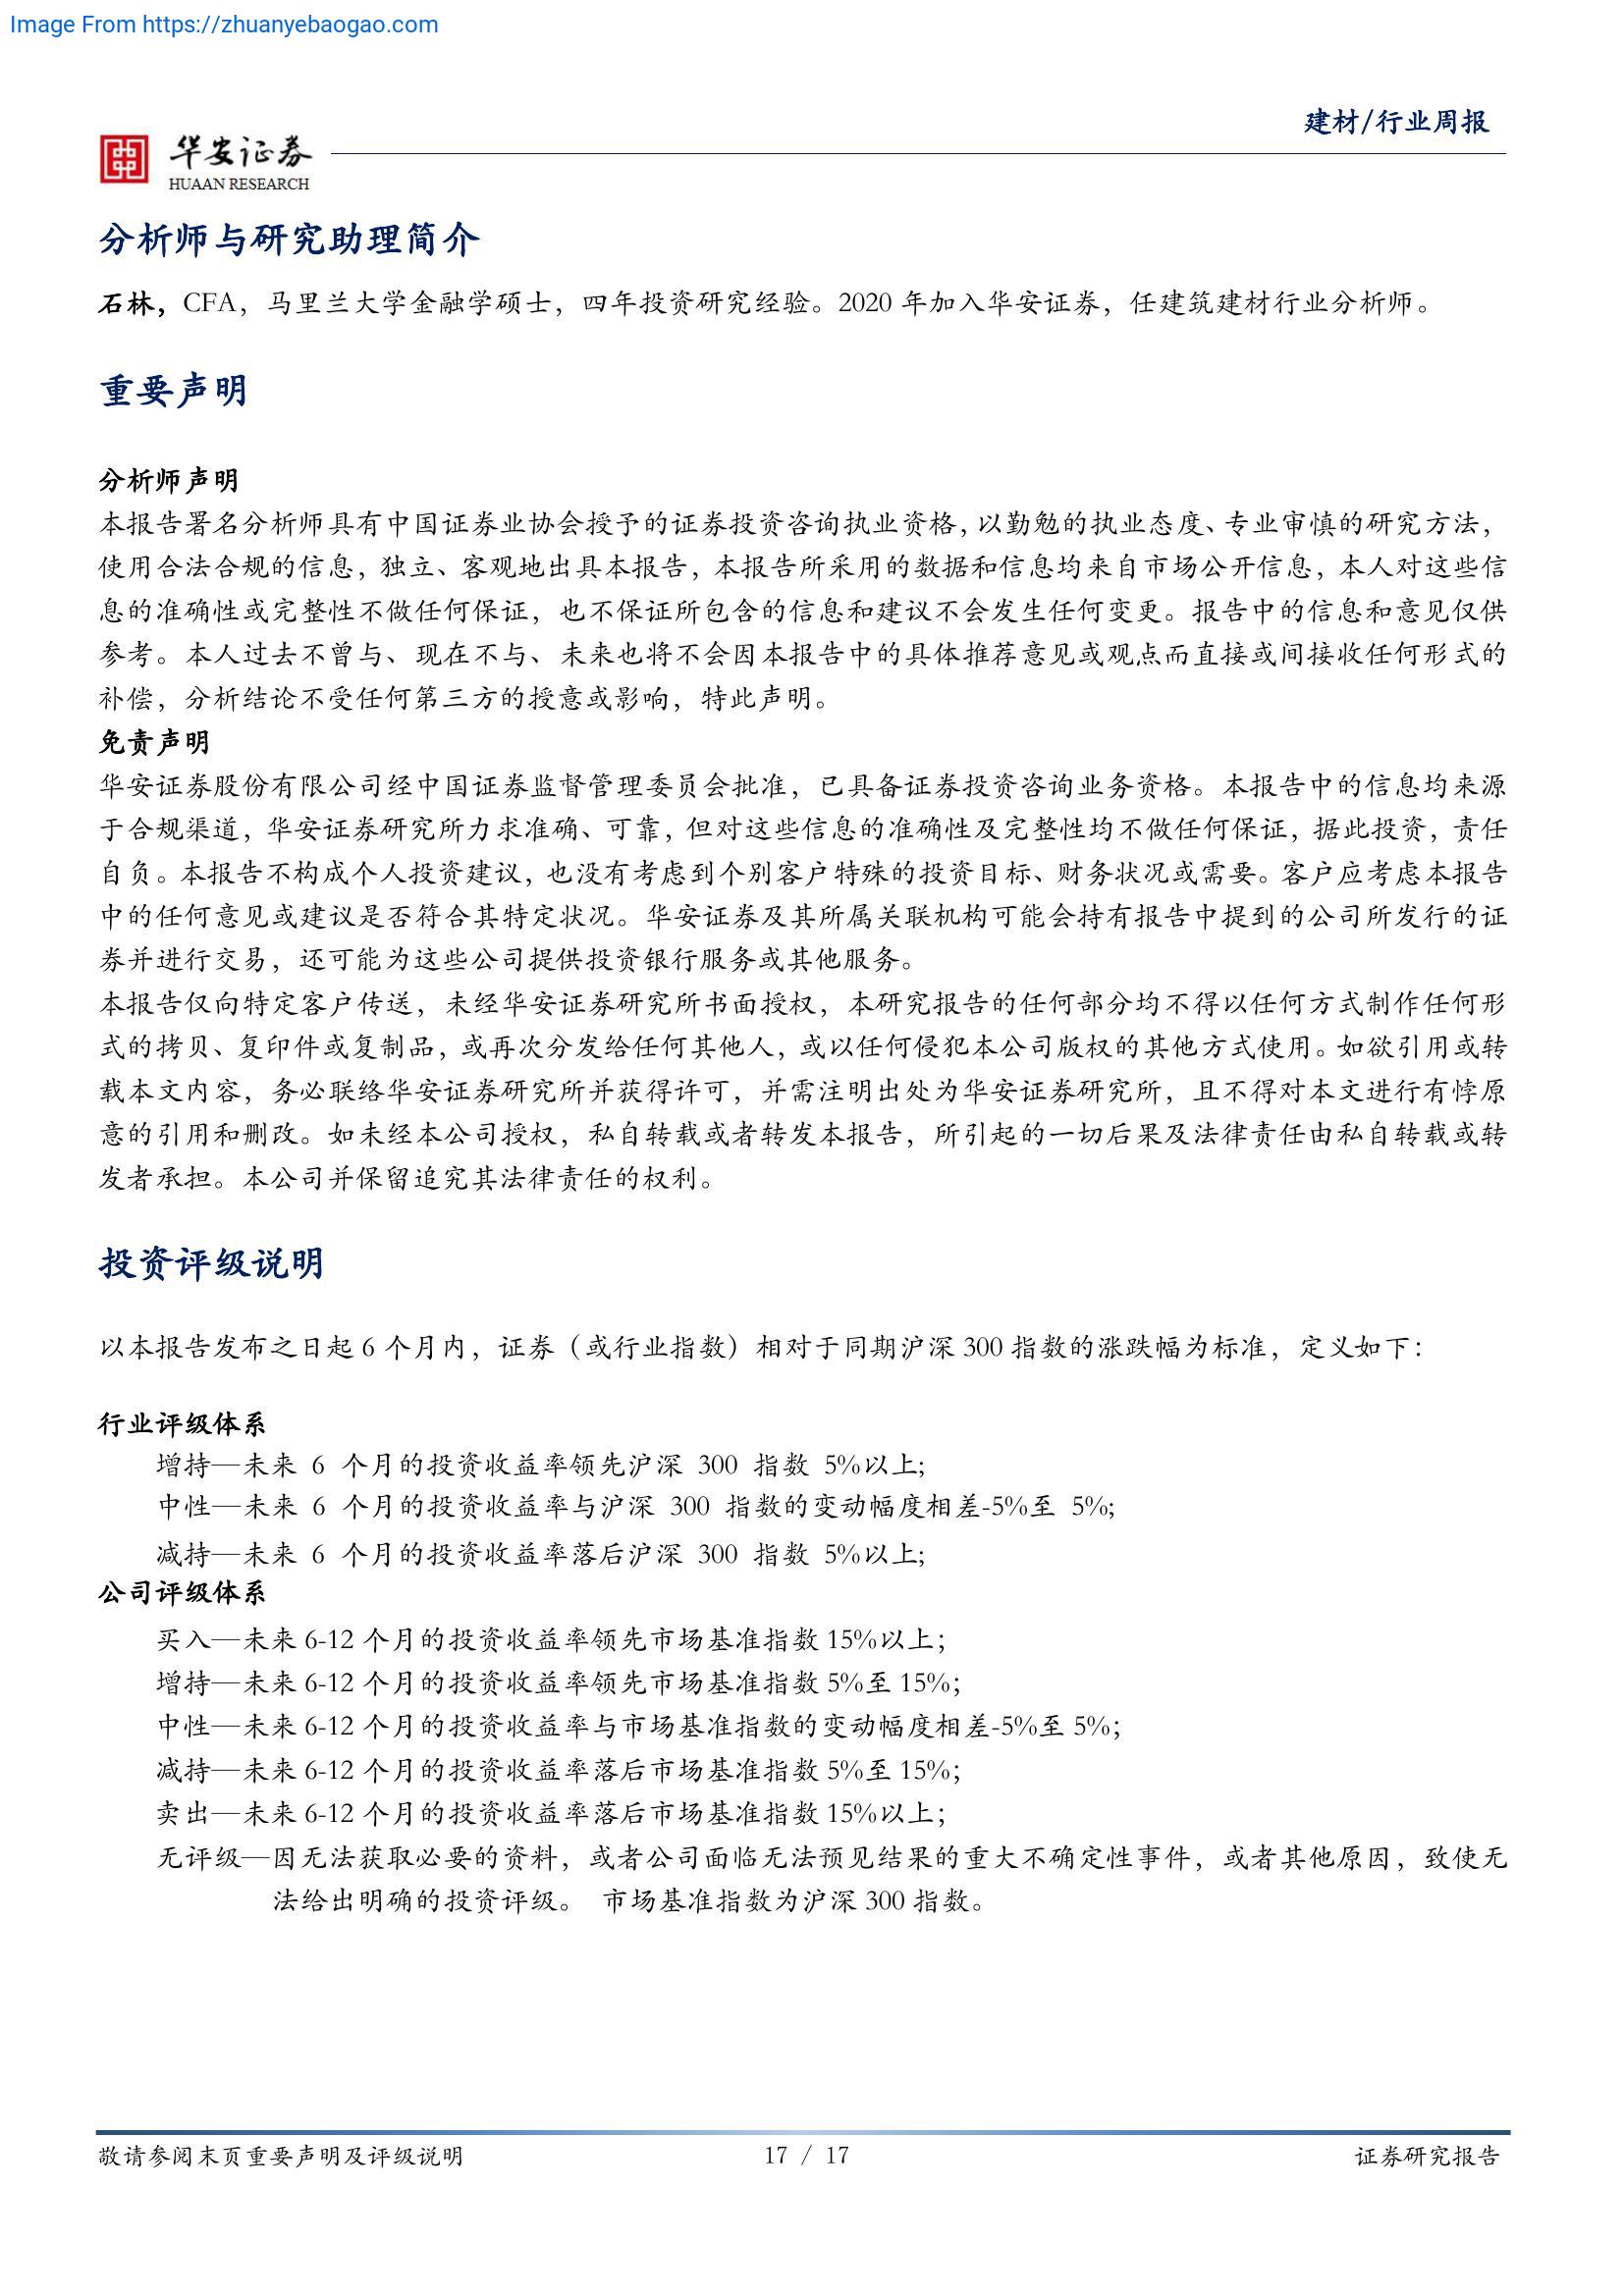 Image From https://zhuanyebaogao.com
建材/行业周报
华安证券
HUAAN RESEARCH
分析师与研究助理简介
石林，CFA，马里兰大学金融学硕士，四年投资研究经验。2020 年加入华安证券，任建筑建材行业分析师。
重要声明
分析师声明
本报告署名分析师具有中国证券业协会授予的证券投资咨询执业资格，以勤勉的执业态度、专业审慎的研究方法，
使用合法合规的信息，独立、客观地出具本报告，本报告所采用的数据和信息均来自市场公开信息，本人对这些信
息的准确性或完整性不做任何保证，也不保证所包含的信息和建议不会发生任何变更。报告中的信息和意见仅供
参考。本人过去不曾与、现在不与、未来也将不会因本报告中的具体推荐意见或观点而直接或间接收任何形式的
补偿，分析结论不受任何第三方的授意或影响，特此声明。
免责声明
华安证券股份有限公司经中国证券监督管理委员会批准，已具备证券投资咨询业务资格。本报告中的信息均来源
于合规渠道，华安证券研究所力求准确、可靠，但对这些信息的准确性及完整性均不做任何保证，据此投资，责任
自负。本报告不构成个人投资建议，也没有考虑到个别客户特殊的投资目标、财务状况或需要。客户应考虑本报告
中的任何意见或建议是否符合其特定状况。华安证券及其所属关联机构可能会持有报告中提到的公司所发行的证
券并进行交易，还可能为这些公司提供投资银行服务或其他服务。
本报告仅向特定客户传送，未经华安证券研究所书面授权，本研究报告的任何部分均不得以任何方式制作任何形
式的拷贝、复印件或复制品，或再次分发给任何其他人，或以任何侵犯本公司版权的其他方式使用。如欲引用或转
载本文内容，务必联络华安证券研究所并获得许可，并需注明出处为华安证券研究所，且不得对本文进行有悖原
意的引用和删改。如未经本公司授权，私自转载或者转发本报告，所引起的一切后果及法律责任由私自转载或转
发者承担。本公司并保留追究其法律责任的权利。
投资评级说明
以本报告发布之日起 6 个月内，证券（或行业指数）相对于同期沪深 300 指数的涨跌幅为标准，定义如下：
行业评级体系
增持—未来 6 个月的投资收益率领先沪深 300 指数 5%以上;
中性—未来 6 个月的投资收益率与沪深 300 指数的变动幅度相差-5%至 5%;
减持—未来 6 个月的投资收益率落后沪深 300 指数 5%以上;
公司评级体系
买入—未来 6-12 个月的投资收益率领先市场基准指数 15%以上；
增持—未来 6-12 个月的投资收益率领先市场基准指数 5%至 15%；
中性—未来 6-12 个月的投资收益率与市场基准指数的变动幅度相差-5%至 5%；
减持—未来 6-12 个月的投资收益率落后市场基准指数 5%至 15%；
卖出—未来 6-12 个月的投资收益率落后市场基准指数 15%以上；
无评级—因无法获取必要的资料，或者公司面临无法预见结果的重大不确定性事件，或者其他原因，致使无
法给出明确的投资评级。 市场基准指数为沪深 300 指数。
敬请参阅末页重要声明及评级说明
17 / 17
证券研究报告